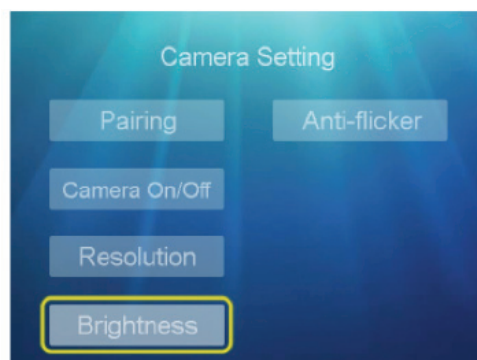 Camera Setting
Pairing
Anti-flicker
Camera On/Off
Resolution
Brightness